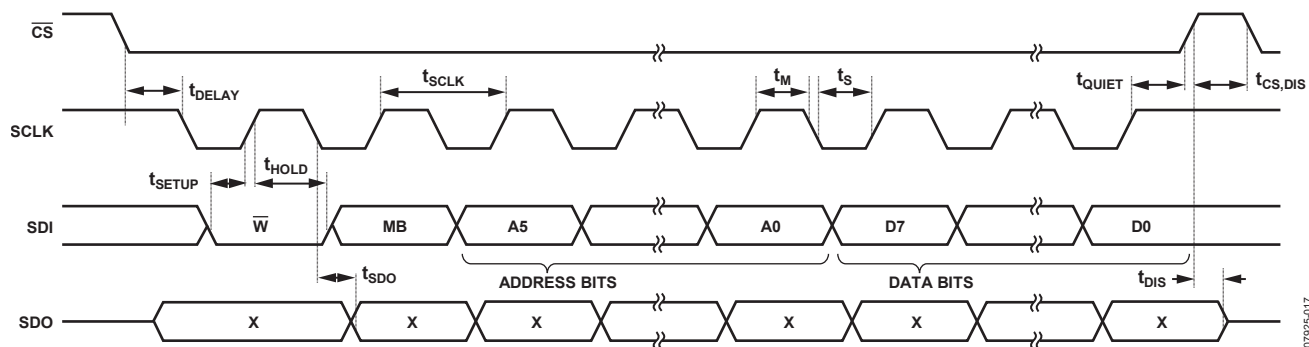 CS
tDELAY
tSCLK
tM
tS
tQUIET
tCS,DIS
SCLK
tSETUP
tHOLD
SDI
W
MB
A5
A0
D7
D0
tSDO
ADDRESS BITS
DATA BITS
tDIS
SDO
X
X
X
X
X
X
07925-017